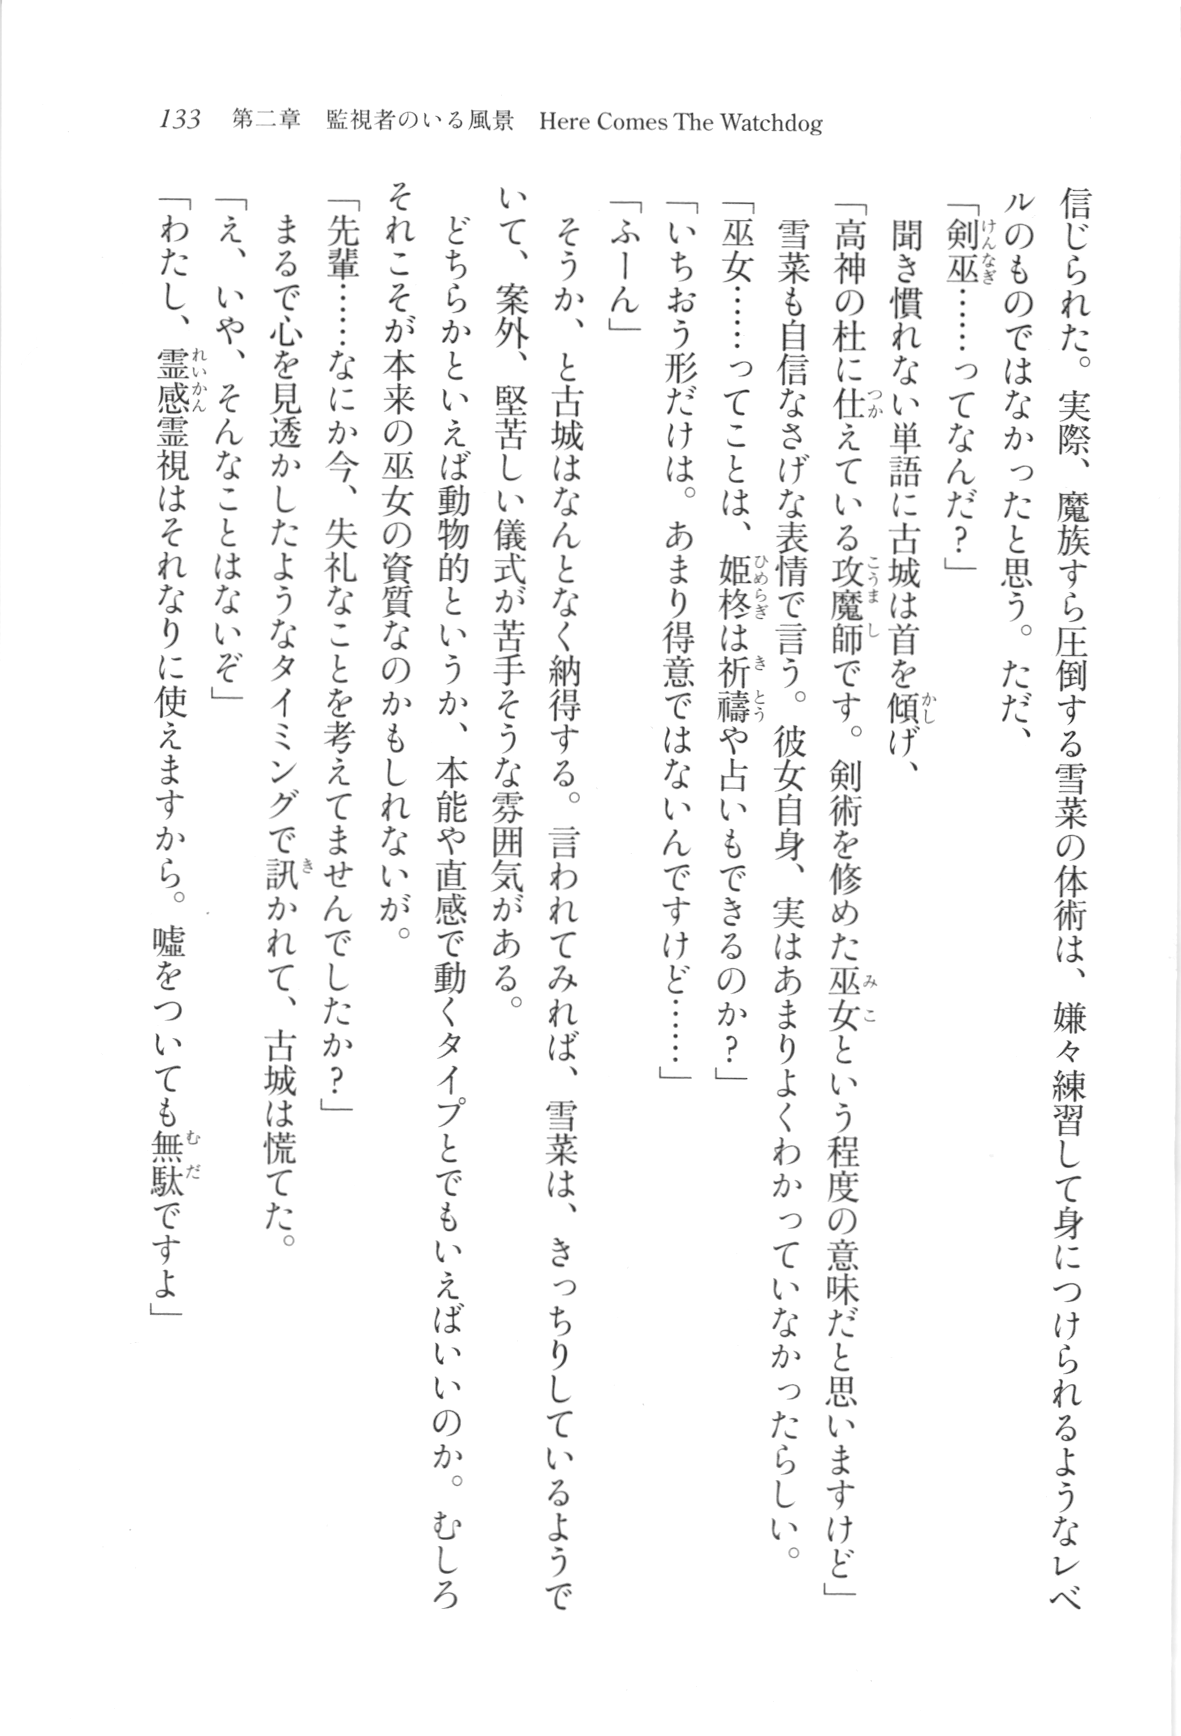 133　第二章　監視者のいる風景　Here Comes The Watchdog
信じられた。実際、魔族すら圧倒する雪菜の体術は、嫌々練習して身につけられるようなレベ
ルのものではなかったと思う。ただ、
「剣巫……ってなんだ？」
聞き慣れない単語に古城は首を傾げ、
「高神の杜に仕えている攻魔師です。剣術を修めた巫女という程度の意味だと思いますけど」
雪菜も自信なさげな表情で言う。彼女自身、実はあまりよくわかっていなかったらしい。
「巫女……ってことは、姫柊は祈禱や占いもできるのか？」
「いちおう形だけは。あまり得意ではないんですけど……」
「ふーん」
そうか、と古城はなんとなく納得する。言われてみれば、雪菜は、きっちりしているようで
いて、案外、堅苦しい儀式が苦手そうな雰囲気がある。
どちらかといえば動物的というか、本能や直感で動くタイプとでもいえばいいのか。むしろ
それこそが本来の巫女の資質なのかもしれないが。
「先輩……なにか今、失礼なことを考えてませんでしたか？」
まるで心を見透かしたようなタイミングで訊かれて、古城は慌てた。
「え、いや、そんなことはないぞ」
「わたし、霊感霊視はそれなりに使えますから。嘘をついても無駄ですよ」